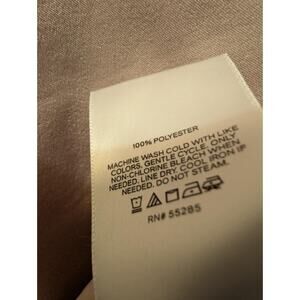 100% POLYESTER
MACHINE WASH COLD WITH LIKE
COLORS, GENTLE CYCLE. ONLY
NON-CHLORINE BLEACH WHEN
NEEDED. LINE DRY. COOL IRON IF
NEEDED. DO NOT STEAM.
RN# 55285